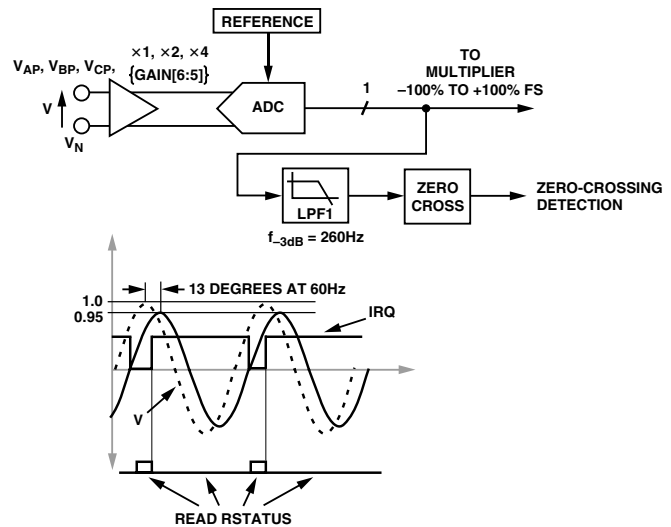 REFERENCE
×1, ×2, ×4
V_AP, V_BP, V_CP,
{GAIN[6:5]}
TO
MULTIPLIER
–100% TO +100% FS
1
ADC
V
V_N
LPF1
f_–3dB = 260Hz
ZERO
CROSS
ZERO-CROSSING
DETECTION
13 DEGREES AT 60Hz
1.0
0.95
IRQ
V
READ RSTATUS